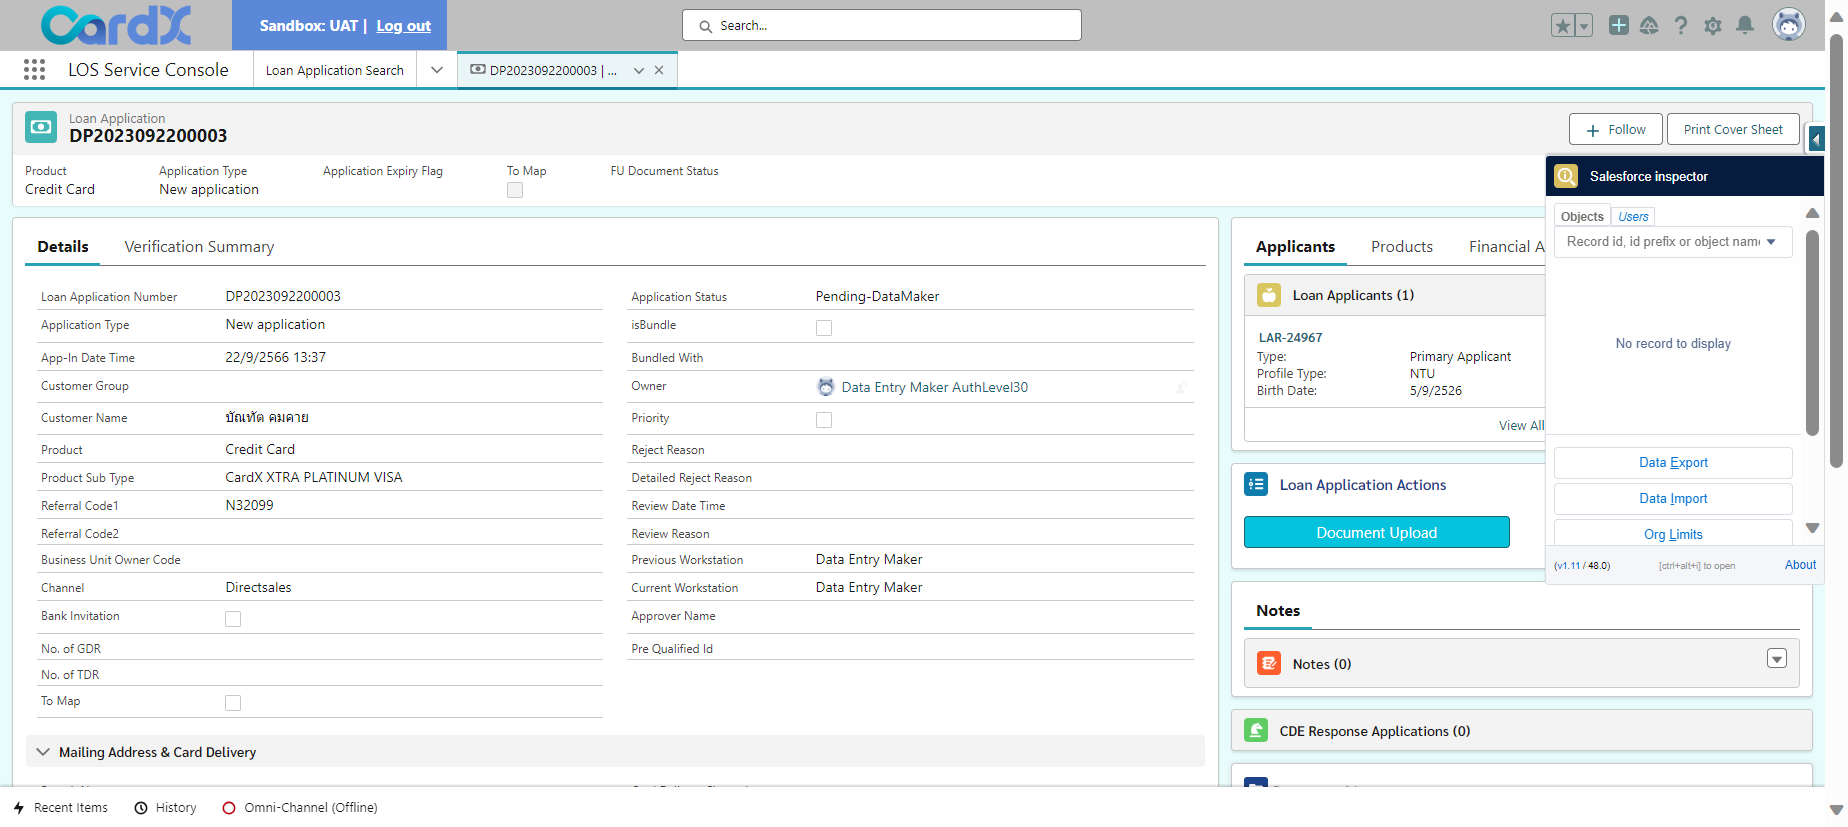 CardX
Sandbox: UAT | Log out
Search...
LOS Service Console
Loan Application Search
DP2023092200003 | ...
Loan Application
DP2023092200003
Follow
Print Cover Sheet
Product
Credit Card
Application Type
New application
Application Expiry Flag
To Map
FU Document Status
Details
Verification Summary
Loan Application Number DP2023092200003
Application Type New application
App-In Date Time 22/9/2566 13:37
Customer Group
Customer Name บัณฑัต คมคาย
Product Credit Card
Product Sub Type CardX XTRA PLATINUM VISA
Referral Code1 N32099
Referral Code2
Business Unit Owner Code
Channel Directsales
Bank Invitation
No. of GDR
No. of TDR
To Map
Application Status Pending-DataMaker
isBundle
Bundled With
Owner Data Entry Maker AuthLevel30
Priority
Reject Reason
Detailed Reject Reason
Review Date Time
Review Reason
Previous Workstation Data Entry Maker
Current Workstation Data Entry Maker
Approver Name
Pre Qualified Id
Mailing Address & Card Delivery
Applicants
Products
Financial A
Loan Applicants (1)
LAR-24967
Type: Primary Applicant
Profile Type: NTU
Birth Date: 5/9/2526
View All
Loan Application Actions
Document Upload
Notes
Notes (0)
CDE Response Applications (0)
Salesforce inspector
Objects
Users
Record id, id prefix or object name
No record to display
Data Export
Data Import
Org Limits
(v1.11 / 48.0)
[ctrl+alt+i] to open
About
Recent Items
History
Omni-Channel (Offline)